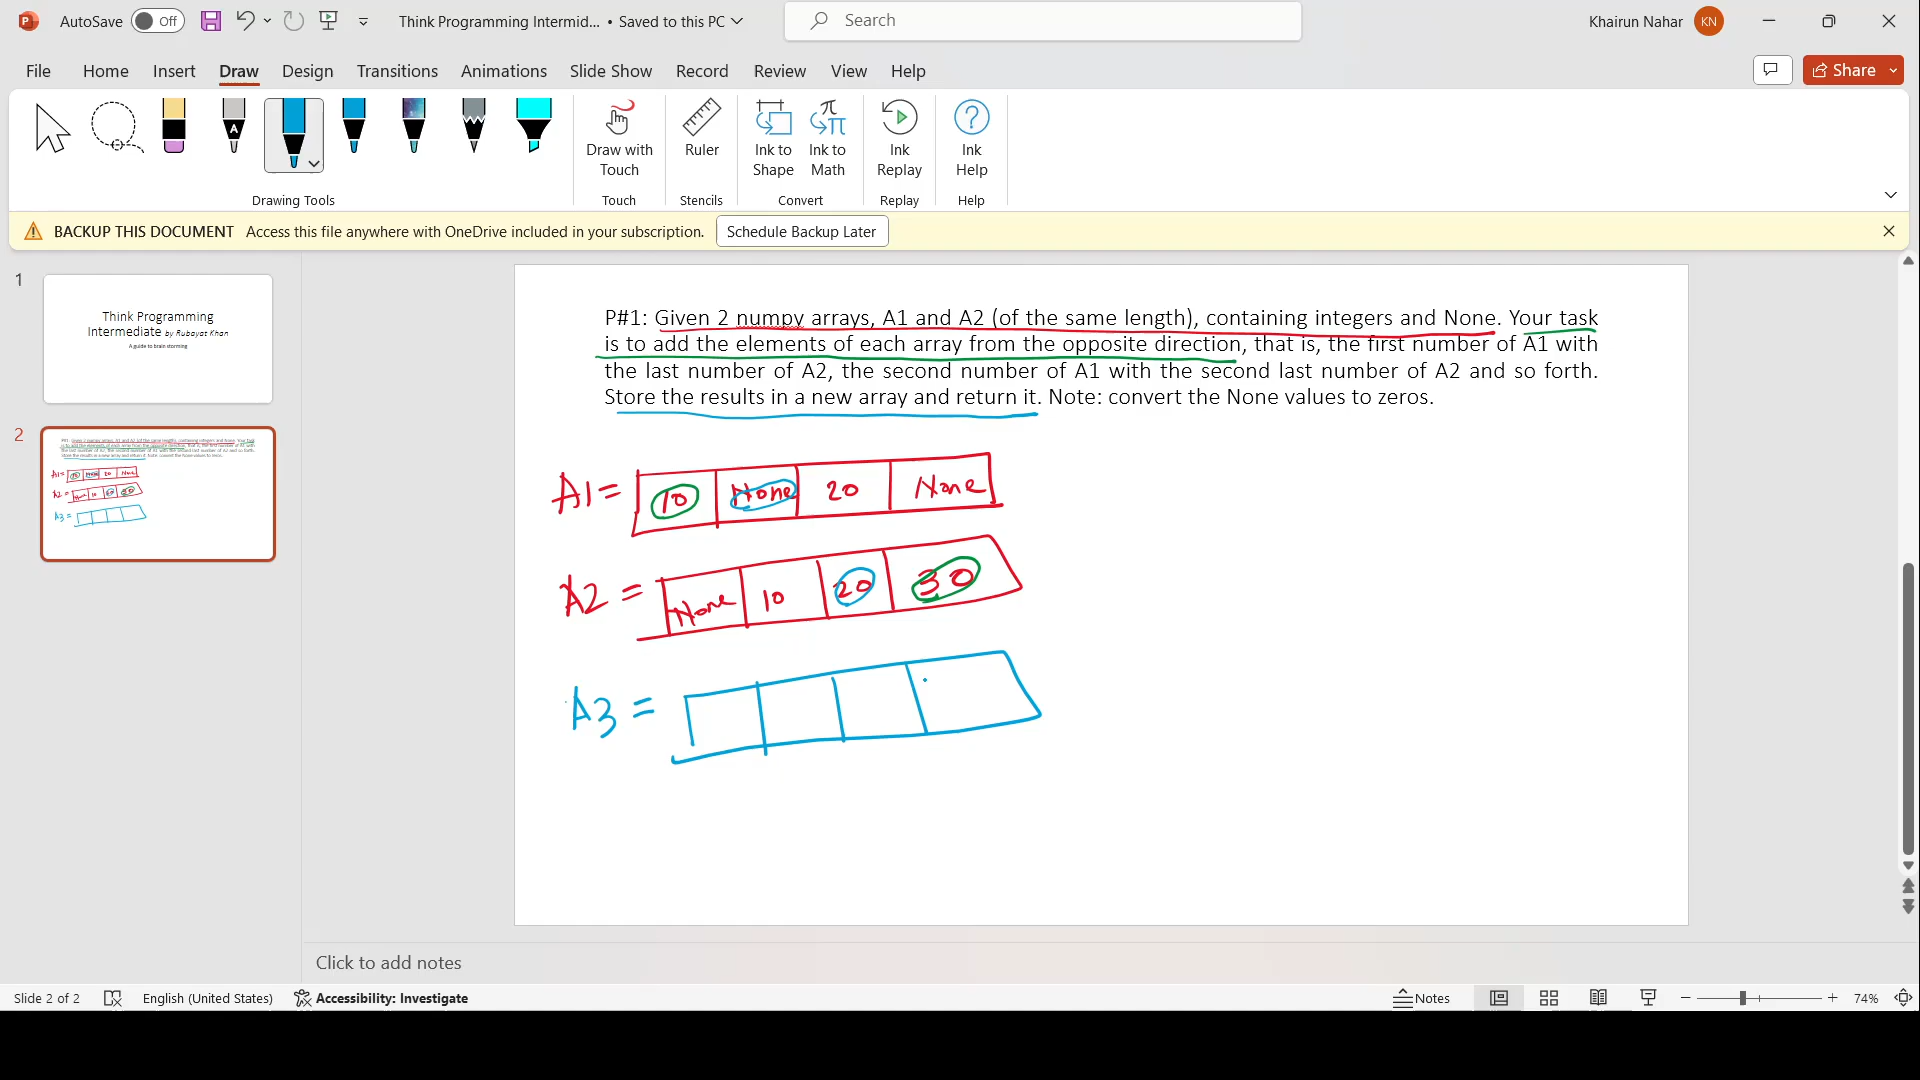 AutoSave Off Think Programming Intermid... • Saved to this PC Search Khairun Nahar KN
File Home Insert Draw Design Transitions Animations Slide Show Record Review View Help Share
Draw with Touch Ruler Ink to Shape Ink to Math Ink Replay Ink Help
Drawing Tools Touch Stencils Convert Replay Help
BACKUP THIS DOCUMENT Access this file anywhere with OneDrive included in your subscription. Schedule Backup Later
1
Think Programming
Intermediate by Rubayat Khan
A guide to brain storming
2
P#1: Given 2 numpy arrays, A1 and A2 (of the same length), containing integers and None. Your task
is to add the elements of each array from the opposite direction, that is, the first number of A1 with
the last number of A2, the second number of A1 with the second last number of A2 and so forth.
Store the results in a new array and return it. Note: convert the None values to zeros.
A1 = 10 None 20 None
A2 = None 10 20 30
A3 =
Click to add notes
Slide 2 of 2 English (United States) Accessibility: Investigate Notes 74%